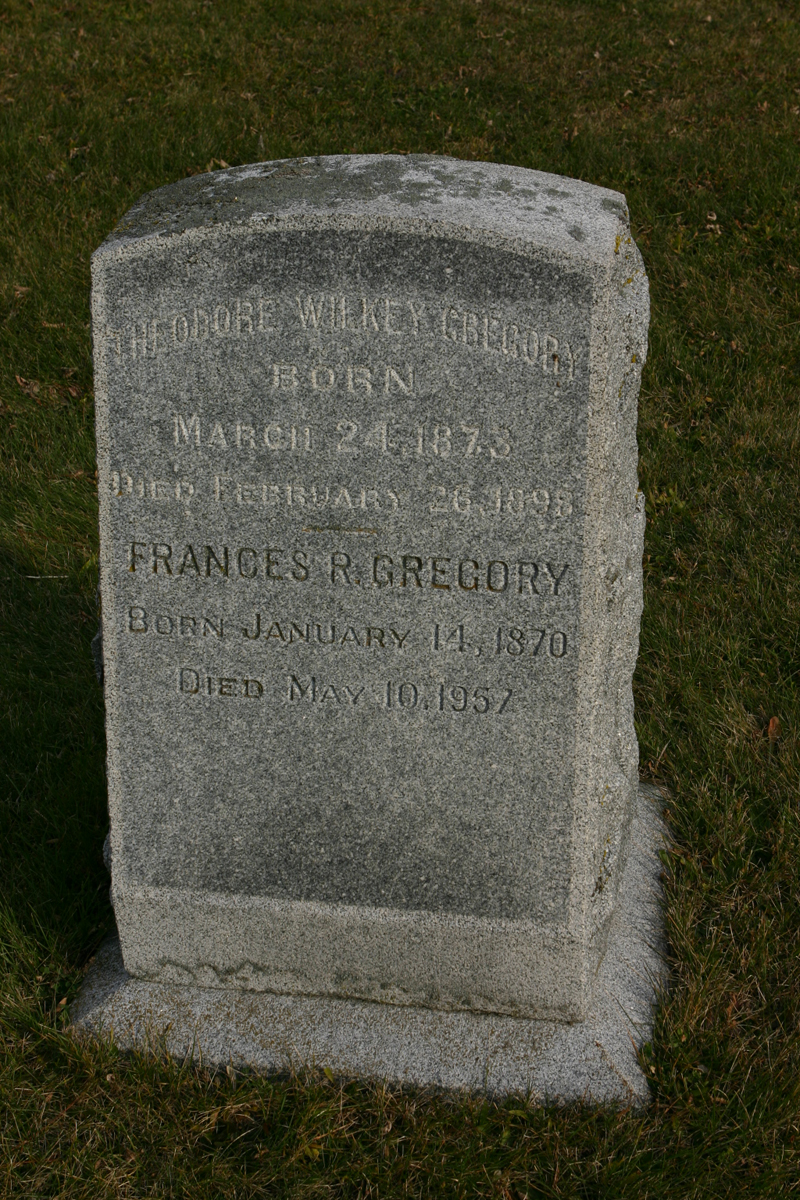 THEODORE WILKEY GREGORY
BORN
MARCH 24, 1873
DIED FEBRUARY 26, 1898
FRANCES R. GREGORY
BORN JANUARY 14, 1870
DIED MAY 10, 1957